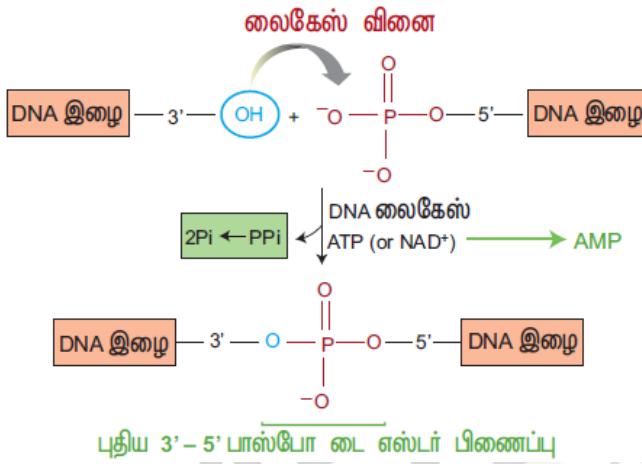 லைகேஸ் வினை
O
DNA இழை 3' OH + ⁻O P O 5' DNA இழை
⁻O
DNA லைகேஸ்
2Pi ← PPi ATP (or NAD⁺) → AMP
O
DNA இழை 3' O P O 5' DNA இழை
⁻O
புதிய 3' – 5' பாஸ்போ டை எஸ்டர் பிணைப்பு